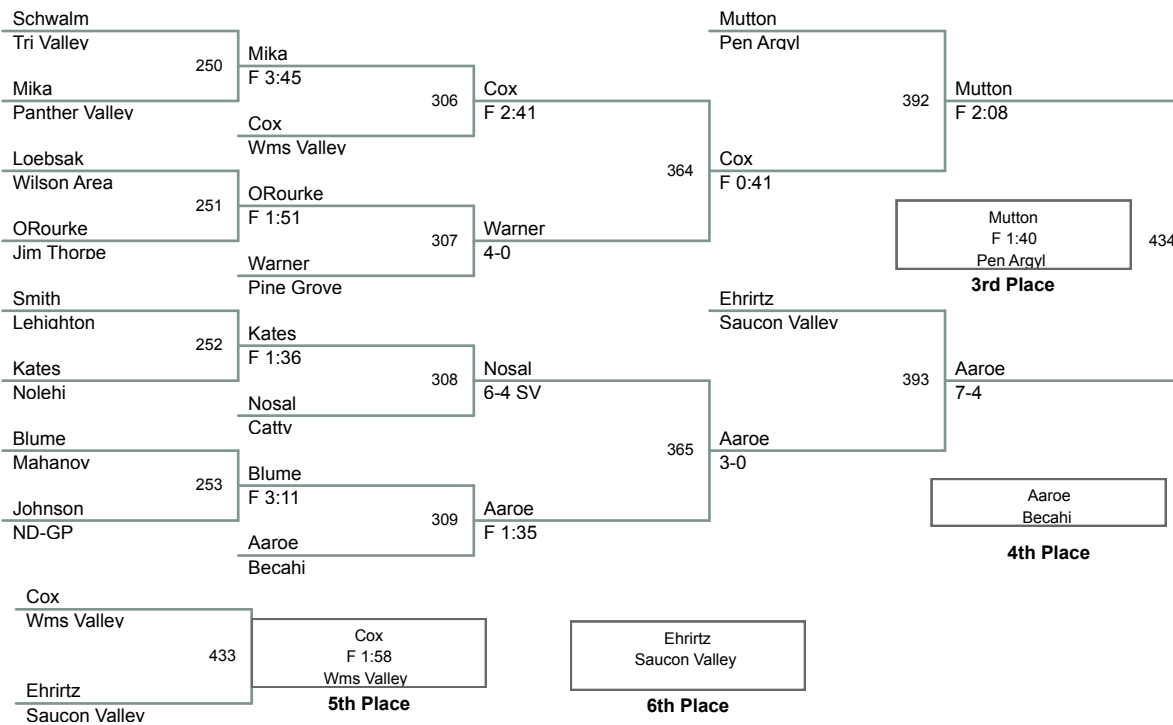 Schwalm
Tri Valley
250
Mika
Panther Valley
Mika
F 3:45
306
Cox
Wms Valley
Loebsak
Wilson Area
251
ORourke
Jim Thorpe
ORourke
F 1:51
307
Warner
Pine Grove
Cox
F 2:41
364
Warner
4-0
Smith
Lehighton
252
Kates
Nolehi
Kates
F 1:36
308
Nosal
Catty
Blume
Mahanoy
253
Johnson
ND-GP
Blume
F 3:11
309
Aaroe
Becahi
Nosal
6-4 SV
365
Aaroe
F 1:35
Mutton
Pen Argyl
392
Cox
F 0:41
Mutton
F 2:08
Mutton
F 1:40
Pen Argyl
3rd Place
434
Ehrirtz
Saucon Valley
393
Aaroe
3-0
Aaroe
7-4
Aaroe
Becahi
4th Place
Cox
Wms Valley
433
Ehrirtz
Saucon Valley
Cox
F 1:58
Wms Valley
5th Place
Ehrirtz
Saucon Valley
6th Place